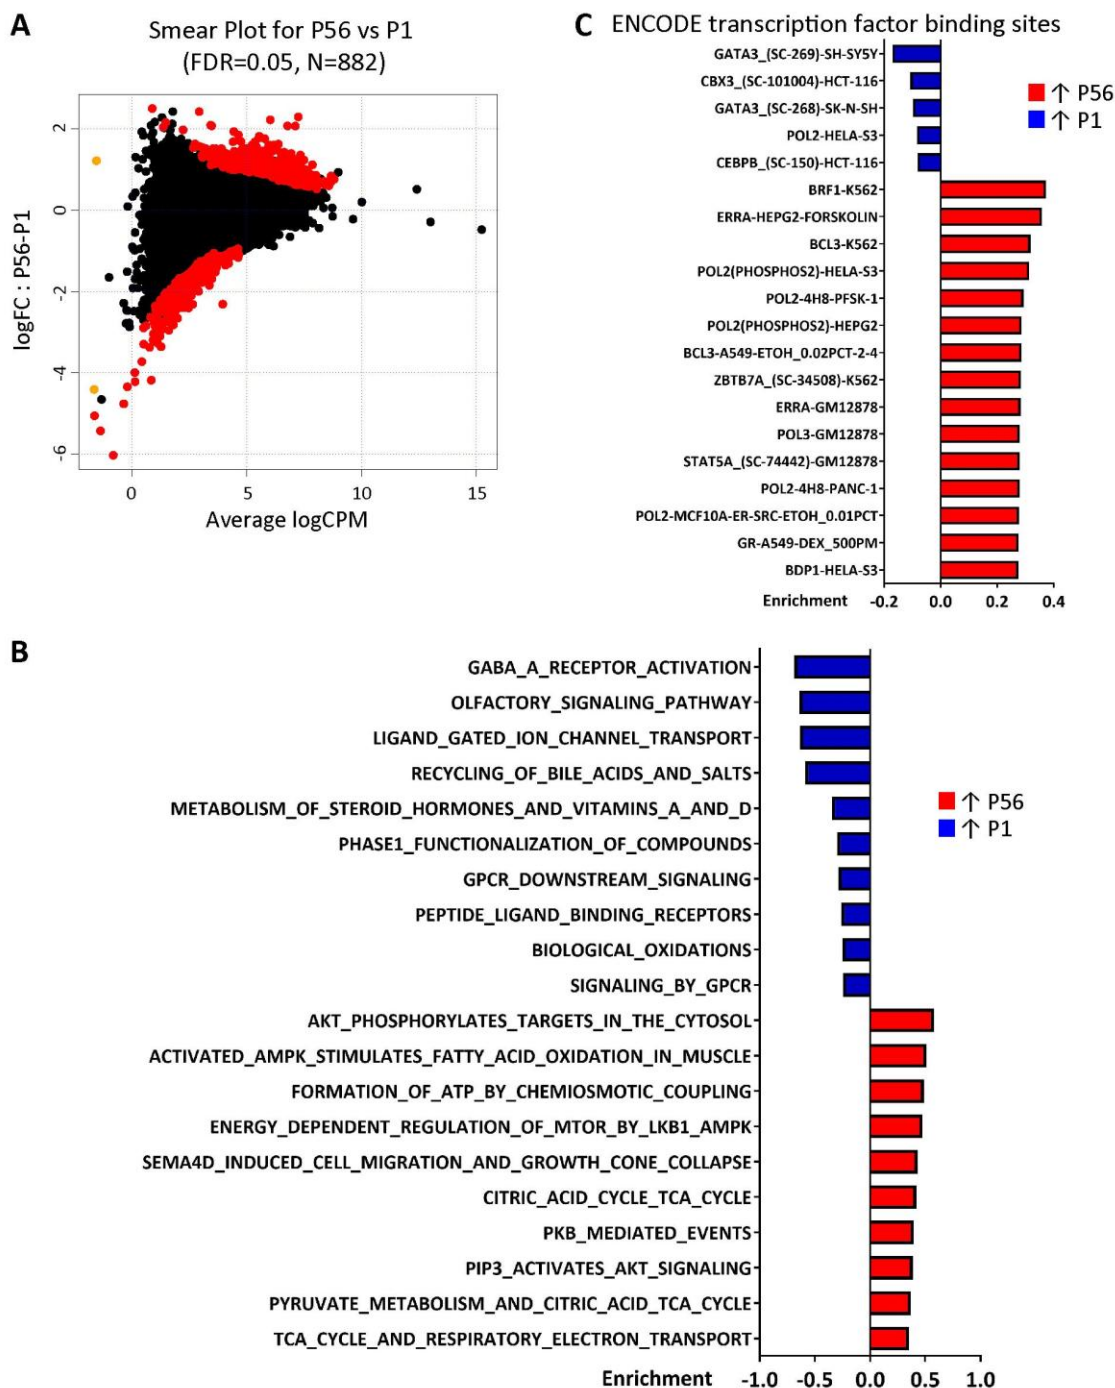 A
Smear Plot for P56 vs P1
(FDR=0.05, N=882)
logFC : P56-P1
2
0
-2
-4
-6
0 5 10 15
Average logCPM
C ENCODE transcription factor binding sites
GATA3_(SC-269)-SH-SY5Y
CBX3_(SC-101004)-HCT-116
GATA3_(SC-268)-SK-N-SH
POL2-HELA-S3
CEBPB_(SC-150)-HCT-116
BRF1-K562
ERRA-HEPG2-FORSKOLIN
BCL3-K562
POL2(PHOSPHOS2)-HELA-S3
POL2-4H8-PFSK-1
POL2(PHOSPHOS2)-HEPG2
BCL3-A549-ETOH_0.02PCT-2-4
ZBTB7A_(SC-34508)-K562
ERRA-GM12878
POL3-GM12878
STAT5A_(SC-74442)-GM12878
POL2-4H8-PANC-1
POL2-MCF10A-ER-SRC-ETOH_0.01PCT
GR-A549-DEX_500PM
BDP1-HELA-S3
Enrichment -0.2 0.0 0.2 0.4
↑ P56
↑ P1
B
GABA_A_RECEPTOR_ACTIVATION
OLFACTORY_SIGNALING_PATHWAY
LIGAND_GATED_ION_CHANNEL_TRANSPORT
RECYCLING_OF_BILE_ACIDS_AND_SALTS
METABOLISM_OF_STEROID_HORMONES_AND_VITAMINS_A_AND_D
PHASE1_FUNCTIONALIZATION_OF_COMPOUNDS
GPCR_DOWNSTREAM_SIGNALING
PEPTIDE_LIGAND_BINDING_RECEPTORS
BIOLOGICAL_OXIDATIONS
SIGNALING_BY_GPCR
AKT_PHOSPHORYLATES_TARGETS_IN_THE_CYTOSOL
ACTIVATED_AMPK_STIMULATES_FATTY_ACID_OXIDATION_IN_MUSCLE
FORMATION_OF_ATP_BY_CHEMIOSMOTIC_COUPLING
ENERGY_DEPENDENT_REGULATION_OF_MTOR_BY_LKB1_AMPK
SEMA4D_INDUCED_CELL_MIGRATION_AND_GROWTH_CONE_COLLAPSE
CITRIC_ACID_CYCLE_TCA_CYCLE
PKB_MEDIATED_EVENTS
PIP3_ACTIVATES_AKT_SIGNALING
PYRUVATE_METABOLISM_AND_CITRIC_ACID_TCA_CYCLE
TCA_CYCLE_AND_RESPIRATORY_ELECTRON_TRANSPORT
Enrichment -1.0 -0.5 0.0 0.5 1.0
↑ P56
↑ P1